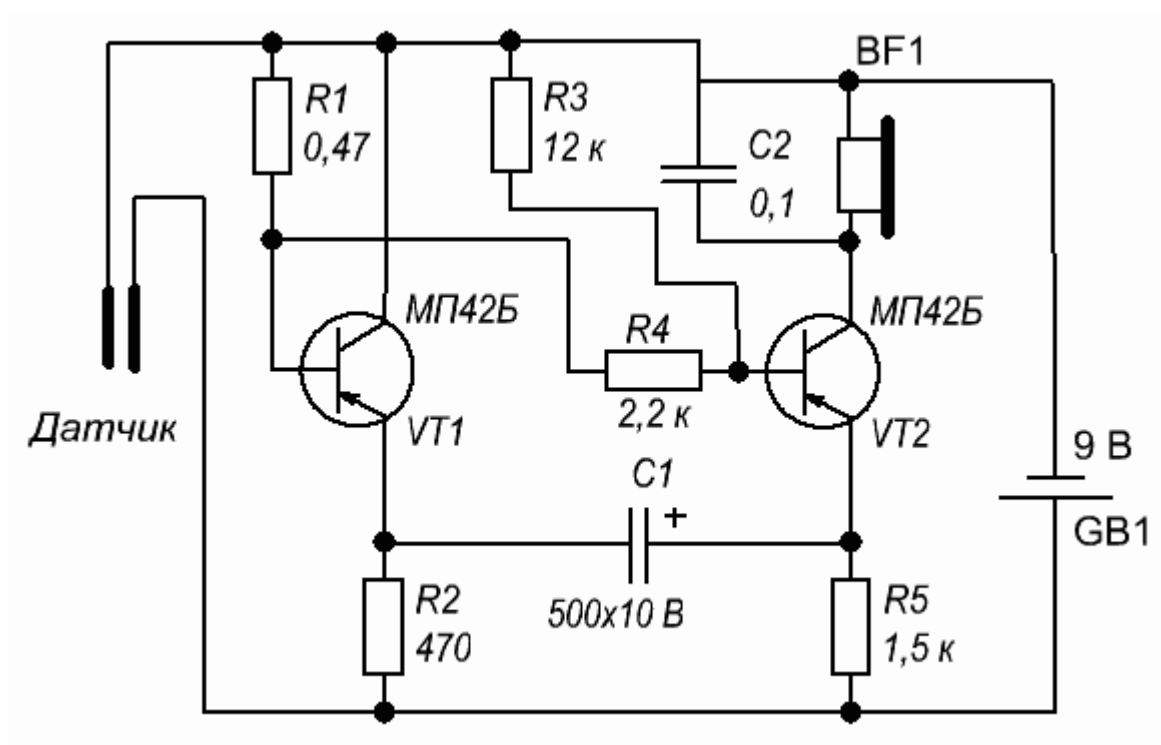 BF1
R1
0,47
R3
12 к
C2
0,1
МП42Б
R4
2,2 к
МП42Б
Датчик
VT1
VT2
9 В
C1
+
GB1
500х10 В
R2
470
R5
1,5 к